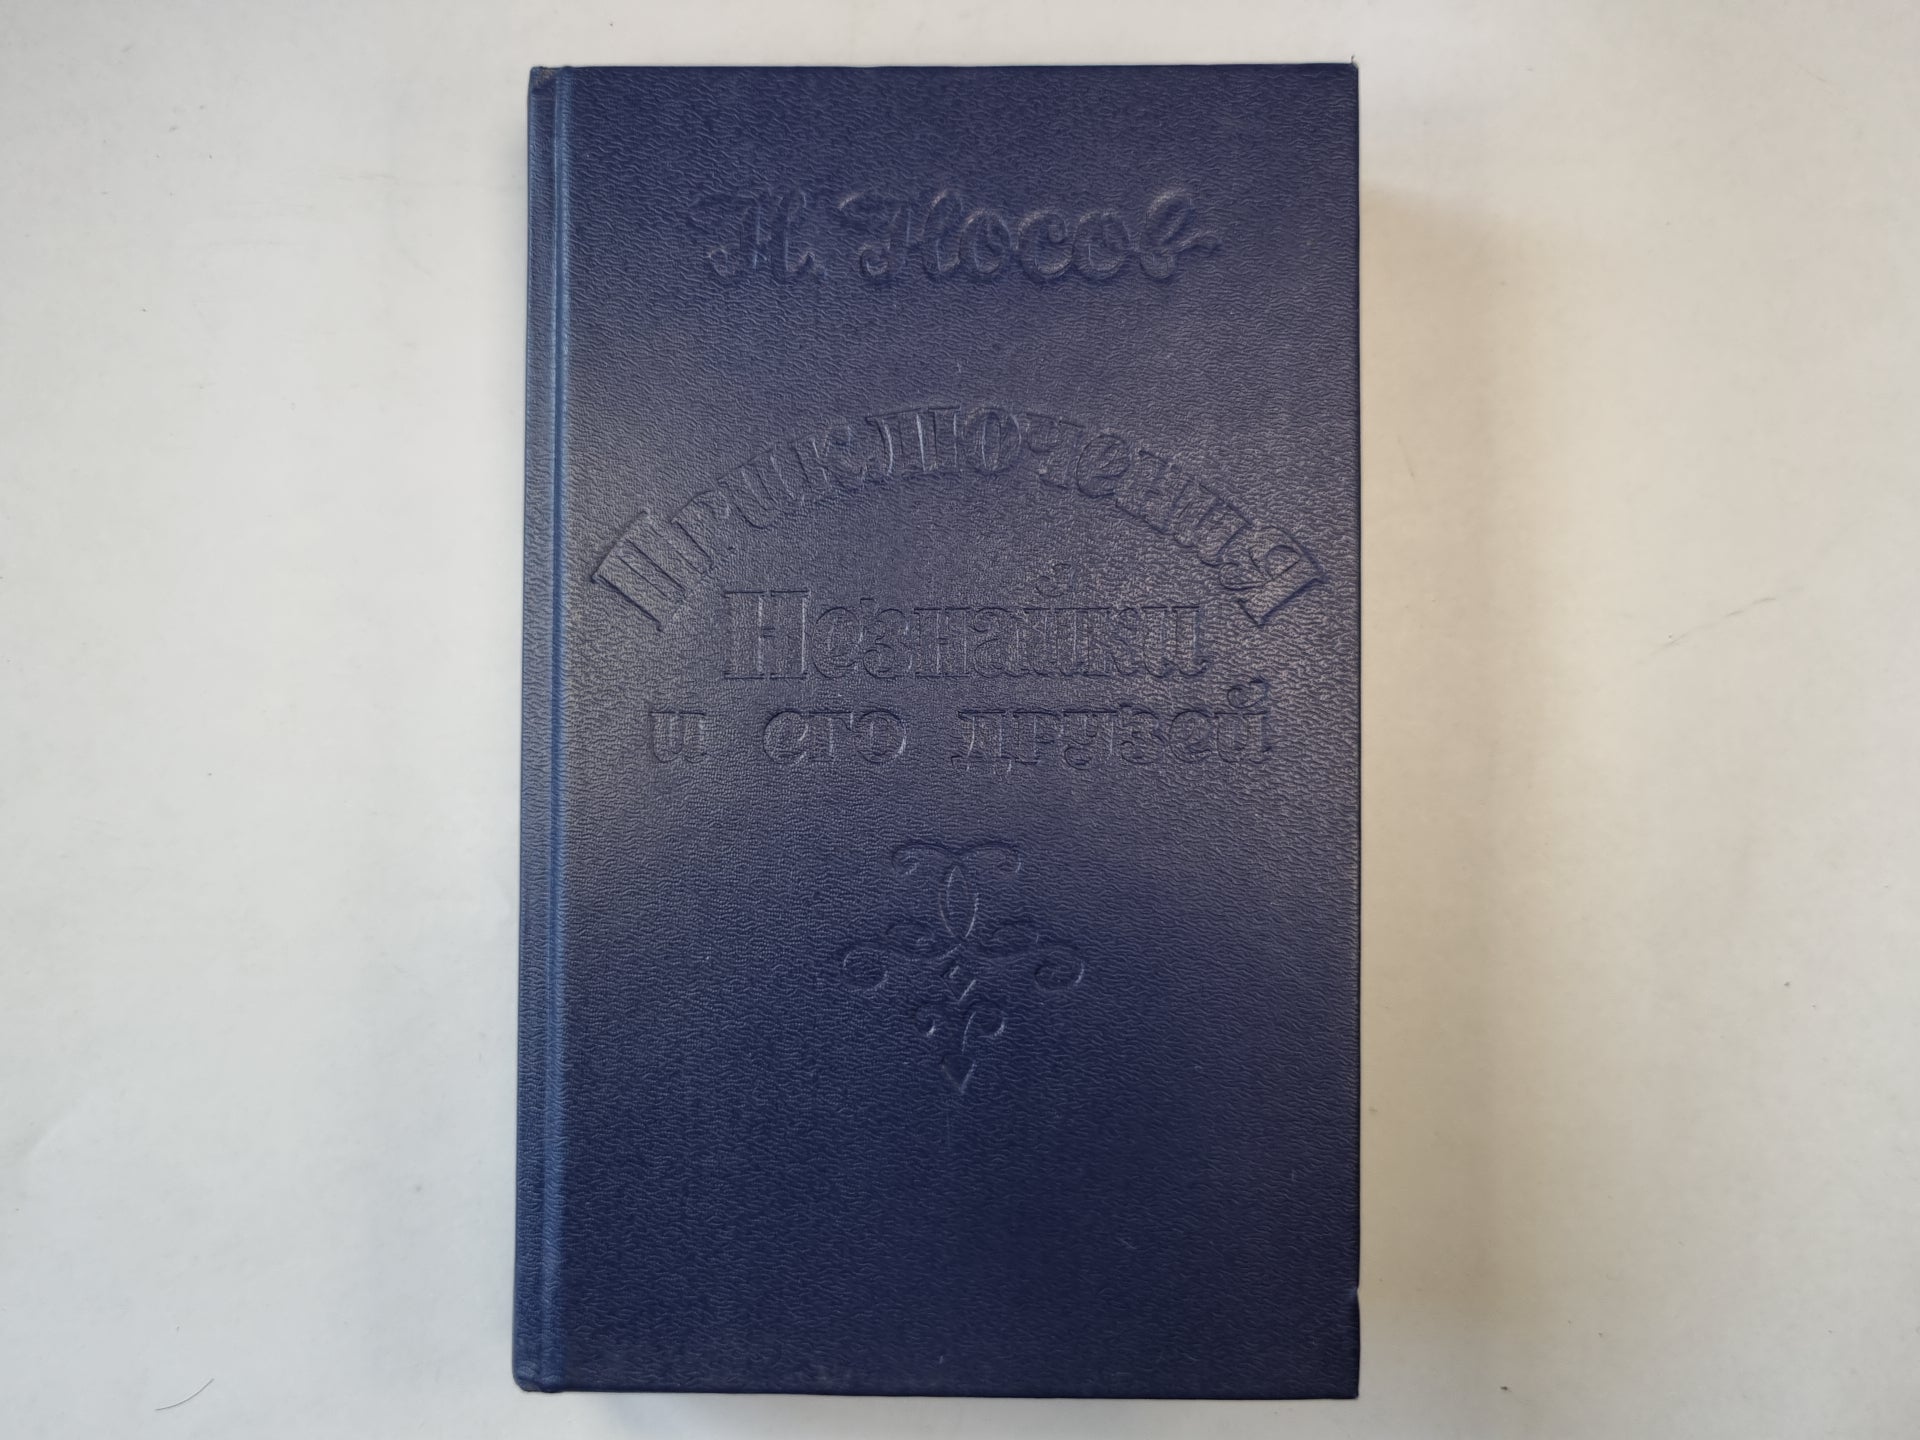 Н. Носов
Приключения
Незнайки
и его друзей